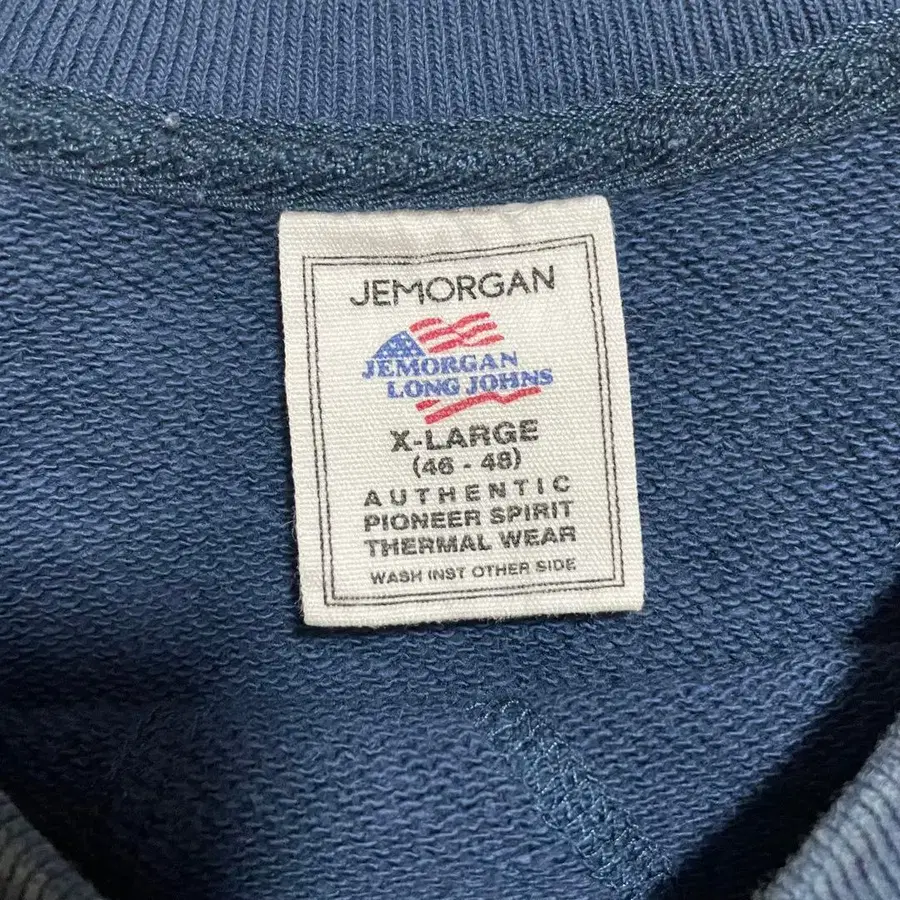 JEMORGAN
JEMORGAN
LONG JOHNS
X-LARGE
(46 - 48)
AUTHENTIC
PIONEER SPIRIT
THERMAL WEAR
WASH INST OTHER SIDE